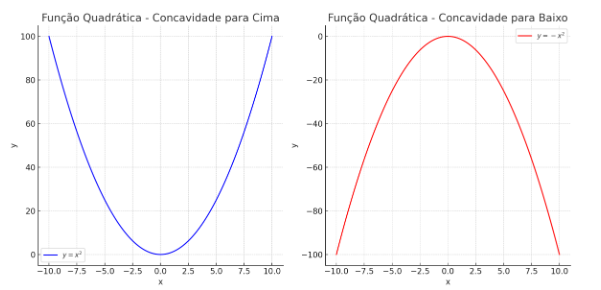 Função Quadrática - Concavidade para Cima
100
80
60
40
20
0
y
y = x²
−10.0 −7.5 −5.0 −2.5 0.0 2.5 5.0 7.5 10.0
x
Função Quadrática - Concavidade para Baixo
y = −x²
0
−20
−40
−60
−80
−100
y
−10.0 −7.5 −5.0 −2.5 0.0 2.5 5.0 7.5 10.0
x